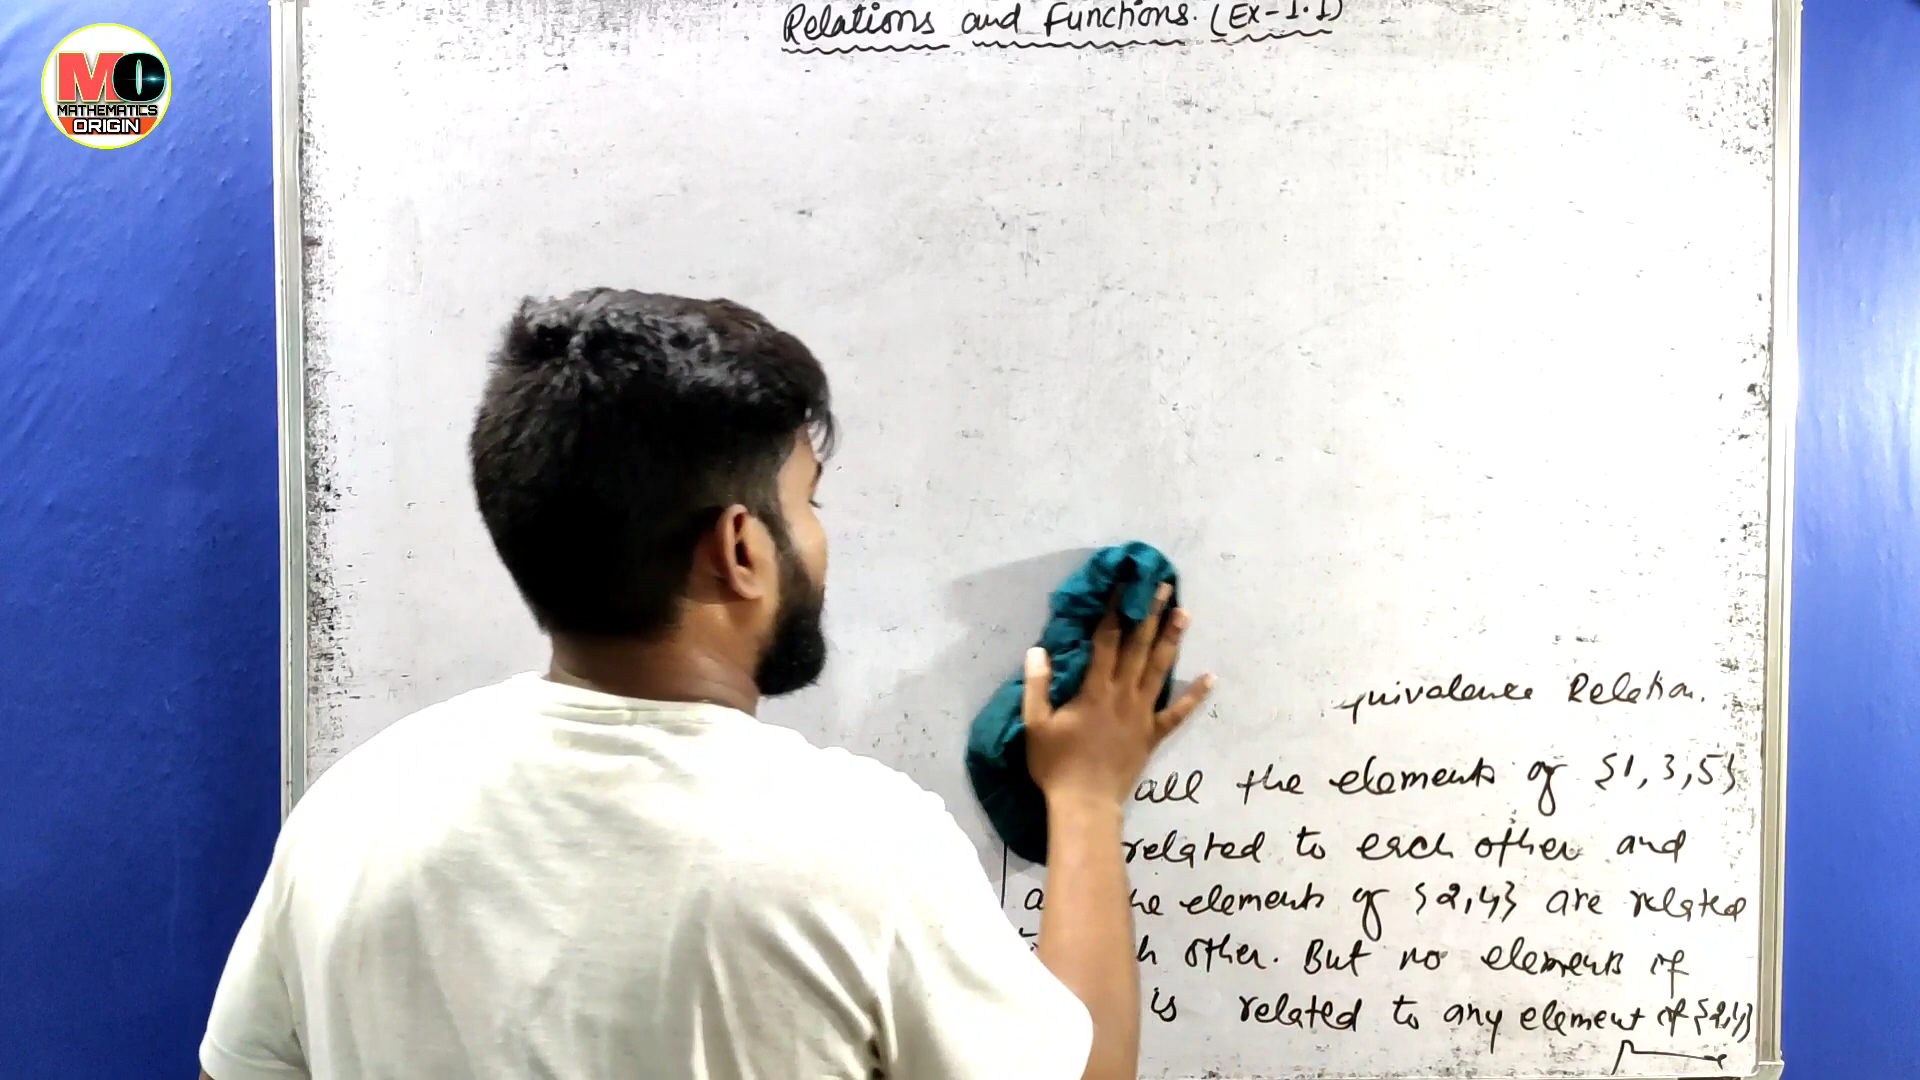 MO
MATHEMATICS
ORIGIN
Relations and Functions. (Ex-1.1)
quivalence Relation.
all the elements of {1, 3, 5}
related to each other and
a he elements of {2, 4} are related
h other. But no elements of
is related to any element of {2, 4}